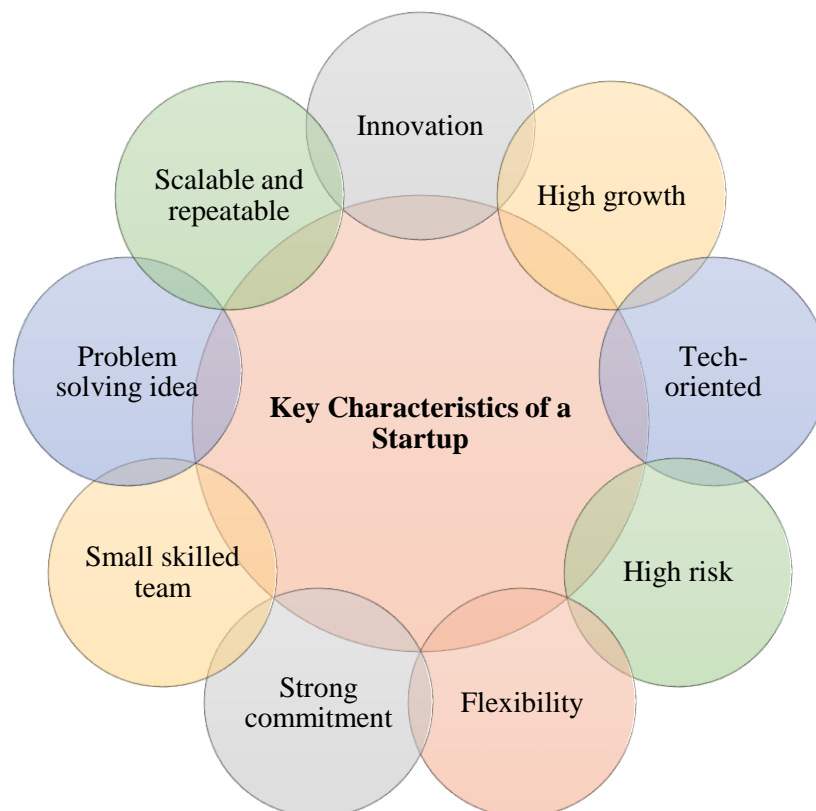 Innovation
High growth
Tech-
oriented
High risk
Flexibility
Strong
commitment
Small skilled
team
Problem
solving idea
Scalable and
repeatable
Key Characteristics of a
Startup